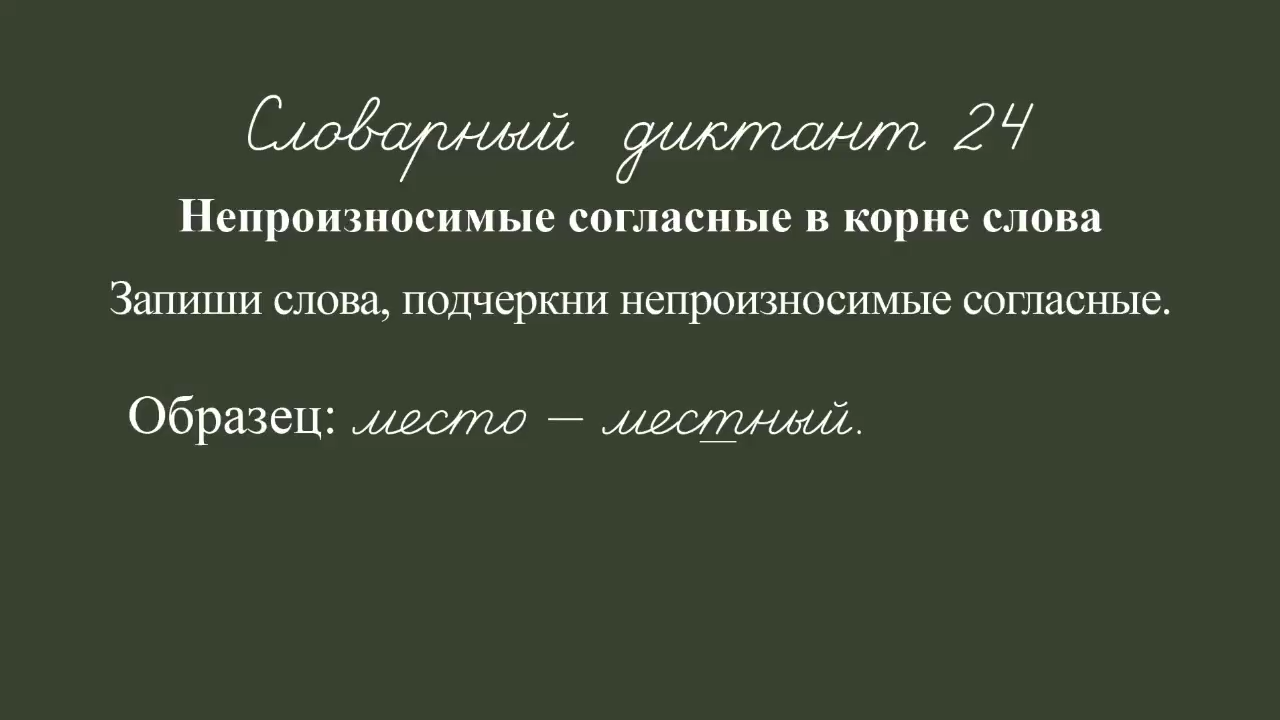 Словарный диктант 24
Непроизносимые согласные в корне слова
Запиши слова, подчеркни непроизносимые согласные.
Образец: место – местный.